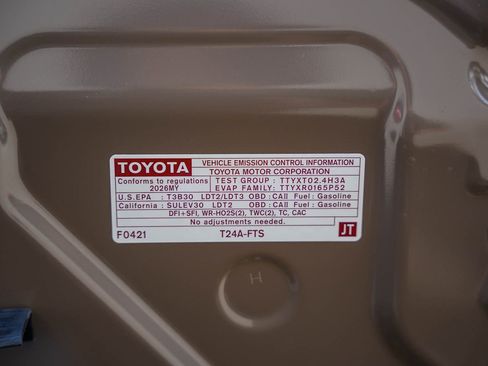 TOYOTA VEHICLE EMISSION CONTROL INFORMATION
TOYOTA MOTOR CORPORATION
Conforms to regulations TEST GROUP : TTYXT02.4H3A
2026MY EVAP FAMILY: TTYXR0165P52
U.S.EPA : T3B30 LDT2/LDT3 OBD : CAII Fuel : Gasoline
California : SULEV30 LDT2 OBD : CAII Fuel : Gasoline
DFI+SFI, WR-HO2S(2), TWC(2), TC, CAC
No adjustments needed.
F0421 T24A-FTS JT
H